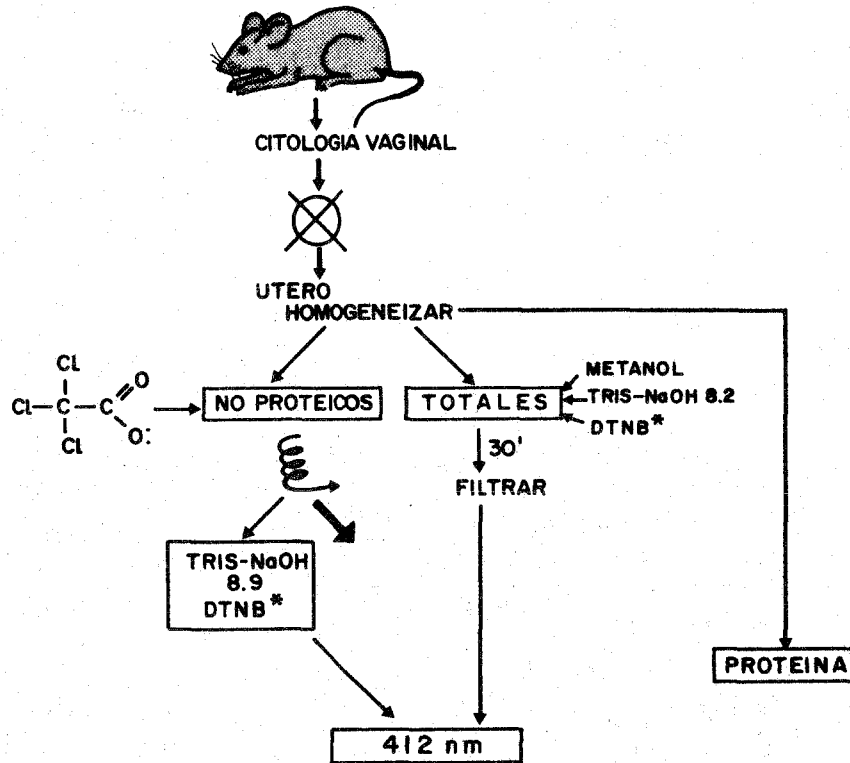 CITOLOGIA VAGINAL
UTERO
HOMOGENEIZAR
Cl
Cl—C—C
O
O:
Cl
NO PROTEICOS
TOTALES
METANOL
TRIS-NaOH 8.2
DTNB*
30'
FILTRAR
TRIS-NaOH
8.9
DTNB*
PROTEINA
412 nm